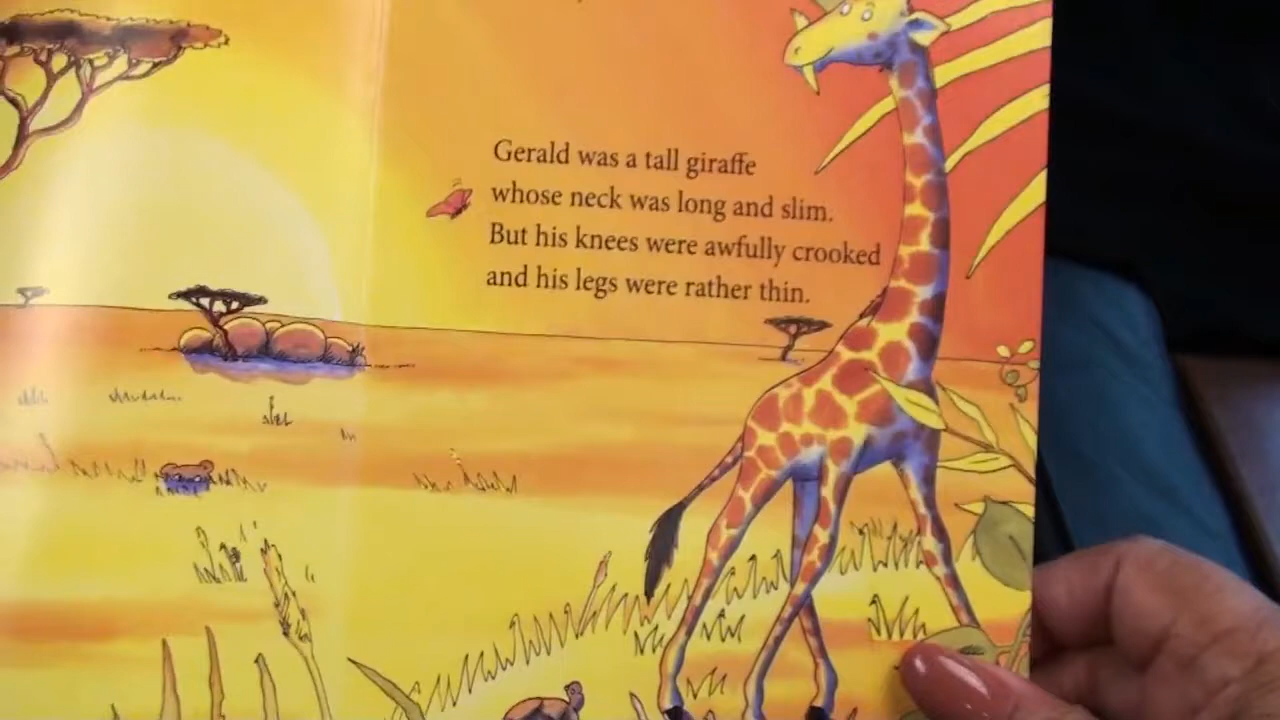 Gerald was a tall giraffe
whose neck was long and slim.
But his knees were awfully crooked
and his legs were rather thin.